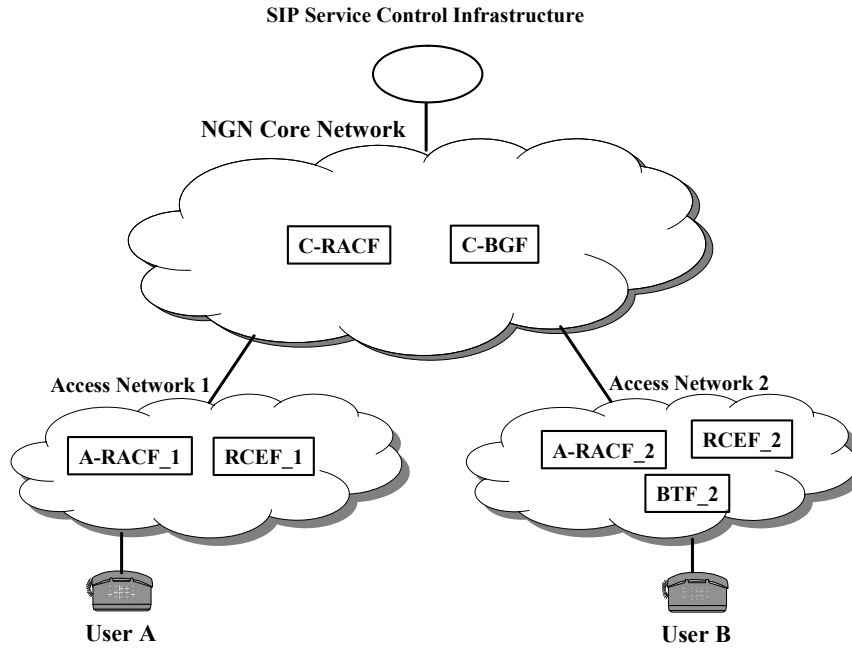 SIP Service Control Infrastructure
NGN Core Network
C-RACF
C-BGF
Access Network 1
Access Network 2
A-RACF_1
RCEF_1
A-RACF_2
RCEF_2
BTF_2
User A
User B